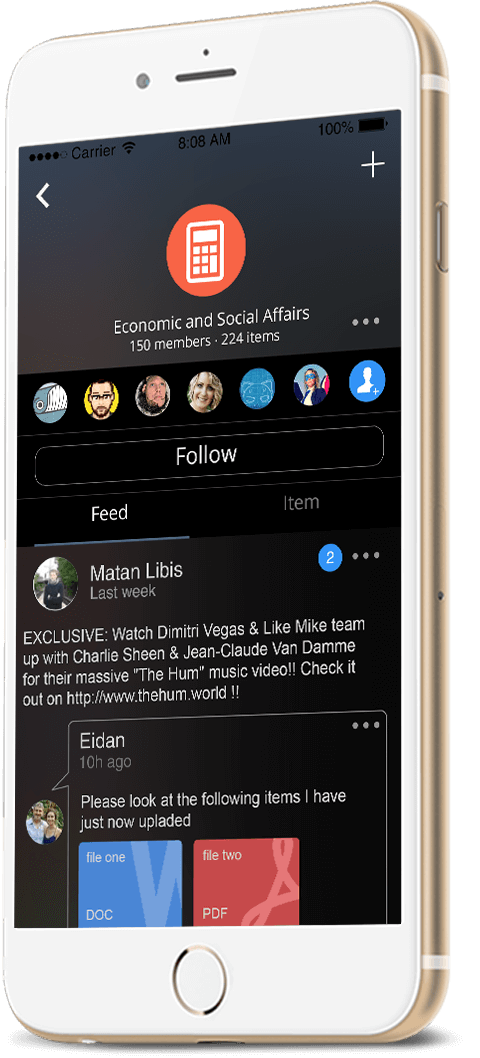 Carrier 8:08 AM 100%
Economic and Social Affairs
150 members · 224 items
Follow
Feed Item
Matan Libis 2
Last week
EXCLUSIVE: Watch Dimitri Vegas & Like Mike team
up with Charlie Sheen & Jean-Claude Van Damme
for their massive "The Hum" music video!! Check it
out on http://www.thehum.world !!
Eidan
10h ago
Please look at the following items I have
just now upladed
file one file two
DOC PDF